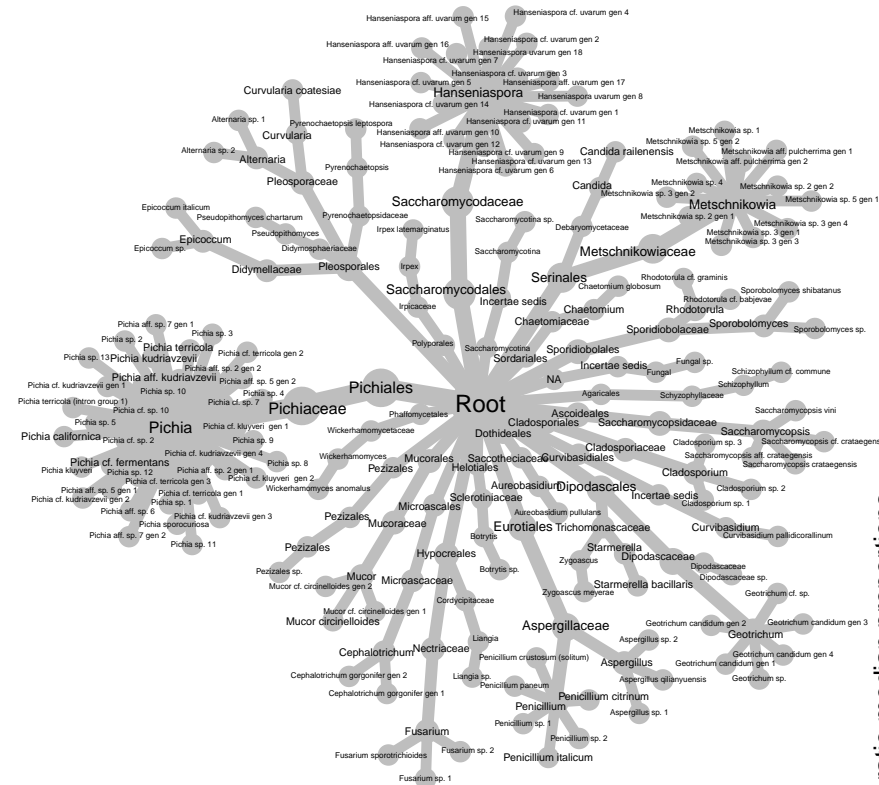 Hanseniaspora cf. uvarum gen 4
Hanseniaspora aff. uvarum gen 15
Hanseniaspora cf. uvarum gen 2
Hanseniaspora aff. uvarum gen 16
Hanseniaspora cf. uvarum gen 18
Hanseniaspora cf. uvarum gen 7
Hanseniaspora cf. uvarum gen 3
Hanseniaspora cf. uvarum gen 5
Hanseniaspora aff. uvarum gen 17
Curvularia coatesiae
Hanseniaspora
Hanseniaspora uvarum gen 8
Hanseniaspora cf. uvarum gen 14
Hanseniaspora cf. uvarum gen 1
Alternaria sp. 1
Pyrenochaetopsis leptospora
Hanseniaspora cf. uvarum gen 11
Curvularia
Hanseniaspora aff. uvarum gen 10
Metschnikowia sp. 1
Metschnikowia sp. 5 gen 2
Hanseniaspora cf. uvarum gen 12
Alternaria sp. 2
Hanseniaspora cf. uvarum gen 9
Candida railenensis
Metschnikowia aff. pulcherrima gen 1
Alternaria
Hanseniaspora cf. uvarum gen 13
Metschnikowia aff. pulcherrima gen 2
Pyrenochaetopsis
Hanseniaspora cf. uvarum gen 6
Pleosporaceae
Candida
Metschnikowia sp. 4
Metschnikowia sp. 2 gen 2
Metschnikowia sp. 3 gen 2
Metschnikowia sp. 5 gen 1
Saccharomycodaceae
Metschnikowia
Epicoccum italicum
Pseudopithomyces chartarum
Pyrenochaetopsidaceae
Saccharomycotina sp.
Metschnikowia sp. 2 gen 1
Metschnikowia sp. 3 gen 4
Irpex latemarginatus
Debaryomycetaceae
Pseudopithomyces
Metschnikowia sp. 3 gen 1
Epicoccum
Metschnikowia sp. 3 gen 3
Epicoccum sp.
Didymosphaeriaceae
Saccharomycotina
Metschnikowiaceae
Didymellaceae
Pleosporales
Irpex
Serinales
Rhodotorula cf. graminis
Saccharomycodales
Chaetomium globosum
Sporobolomyces shibatanus
Incertae sedis
Rhodotorula cf. babjevae
Irpicaceae
Chaetomium
Rhodotorula
Chaetomiaceae
Sporidiobolaceae
Sporobolomyces
Sporobolomyces sp.
Pichia aff. sp. 7 gen 1
Pichia sp. 3
Pichia sp. 2
Polyporales
Saccharomycotina
Pichia terricola
Sporidiobolales
Pichia cf. terricola gen 2
Sordariales
Pichia sp. 13
Pichia kudriavzevii
Fungal sp.
Incertae sedis
Pichia aff. sp. 2 gen 2
Fungal
Schizophyllum cf. commune
Pichia aff. kudriavzevii
Pichia aff. sp. 5 gen 2
NA
Pichia cf. kudriavzevii gen 1
Pichiales
Schizophyllum
Pichia sp. 10
Pichia sp. 4
Agaricales
Schyzophyllaceae
Pichia terricola (intron group 1)
Pichia cf. sp. 7
Root
Pichia cf. sp. 10
Pichiaceae
Phallomycetales
Ascoideales
Saccharomycopsis vini
Pichia sp. 5
Pichia
Pichia cf. kluyveri gen 1
Cladosporiales
Saccharomycopsidaceae
Wickerhamomycetaceae
Dothideales
Saccharomycopsis
Pichia californica
Pichia cf. sp. 2
Pichia sp. 9
Cladosporium sp. 3
Saccharomycopsis cf. crataegensis
Cladosporiaceae
Pichia cf. kudriavzevii gen 4
Wickerhamomyces
Mucorales
Saccotheciaceae
Curvibasidiales
Saccharomycopsis aff. crataegensis
Pichia cf. fermentans
Pichia sp. 8
Pezizales
Helotiales
Saccharomycopsis crataegensis
Pichia kluyveri
Pichia aff. sp. 2 gen 1
Cladosporium
Pichia sp. 12
Pichia cf. kluyveri gen 2
Pichia cf. terricola gen 3
Wickerhamomyces anomalus
Aureobasidium
Dipodascales
Cladosporium sp. 2
Pichia aff. sp. 5 gen 1
Pichia cf. terricola gen 1
Sclerotiniaceae
Incertae sedis
Pichia cf. kudriavzevii gen 2
Pichia sp. 1
Microascales
Cladosporium sp. 1
Pichia aff. sp. 6
Pichia cf. kudriavzevii gen 3
Pezizales
Aureobasidium pullulans
Pichia sporocuriosa
Mucoraceae
Eurotiales
Trichomonascaceae
Curvibasidium
Pichia aff. sp. 7 gen 2
Botrytis
Curvibasidium pallidicorallinum
Pichia sp. 11
Pezizales
Hypocreales
Starmerella
Dipodascaceae
Zygoascus
Dipodascaceae
Pezizales sp.
Botrytis sp.
Mucor
Microascaceae
Dipodascaceae sp.
Mucor cf. circinelloides gen 2
Starmerella bacillaris
Zygoascus meyerae
Geotrichum cf. sp.
Cordycipitaceae
Mucor cf. circinelloides gen 1
Mucor circinelloides
Aspergillaceae
Geotrichum candidum gen 2
Geotrichum candidum gen 3
Geotrichum
Liangia
Aspergillus sp. 2
Cephalotrichum
Nectriaceae
Penicillium crustosum (solitum)
Geotrichum candidum gen 4
Aspergillus
Geotrichum candidum gen 1
Cephalotrichum gorgonifer gen 2
Liangia sp.
Aspergillus qilianyuensis
Geotrichum sp.
Penicillium paneum
Cephalotrichum gorgonifer gen 1
Penicillium citrinum
Penicillium
Aspergillus sp. 1
Penicillium sp. 1
Fusarium
Penicillium sp. 2
Fusarium sp. 2
Fusarium sporotrichioides
Penicillium italicum
Fusarium sp. 1